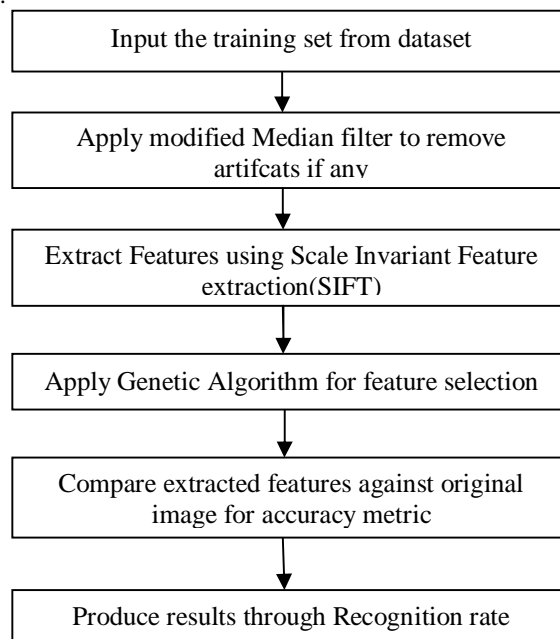 .
Input the training set from dataset
Apply modified Median filter to remove
artifcats if any
Extract Features using Scale Invariant Feature
extraction(SIFT)
Apply Genetic Algorithm for feature selection
Compare extracted features against original
image for accuracy metric
Produce results through Recognition rate